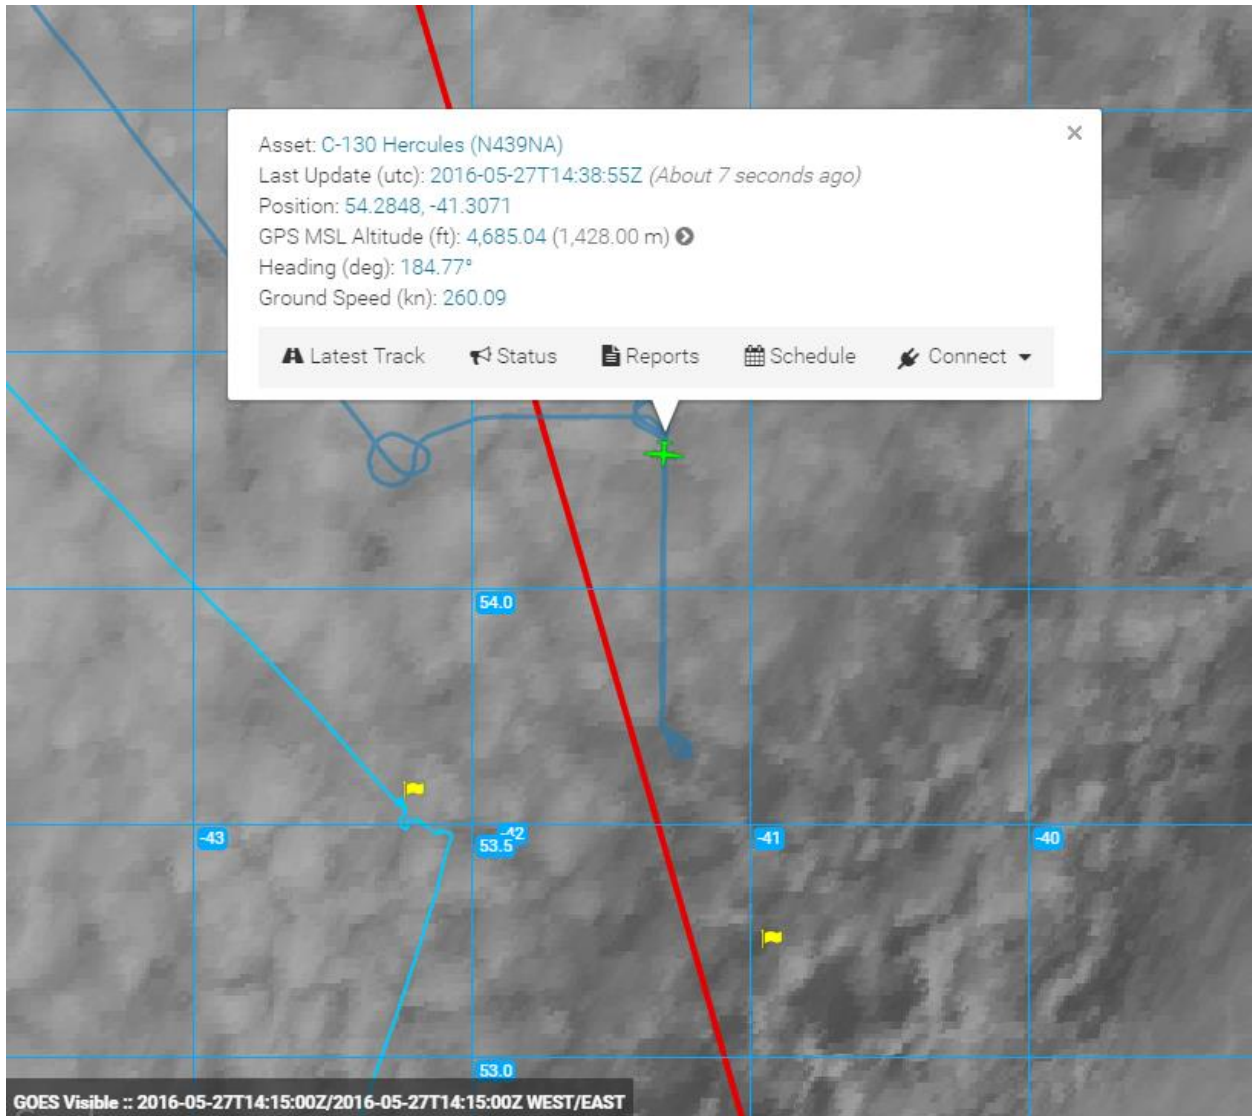 Asset: C-130 Hercules (N439NA)
Last Update (utc): 2016-05-27T14:38:55Z (About 7 seconds ago)
Position: 54.2848, -41.3071
GPS MSL Altitude (ft): 4,685.04 (1,428.00 m)
Heading (deg): 184.77°
Ground Speed (kn): 260.09
Latest Track Status Reports Schedule Connect
54.0
-43 -42 -41 -40
53.5
53.0
GOES Visible :: 2016-05-27T14:15:00Z/2016-05-27T14:15:00Z WEST/EAST